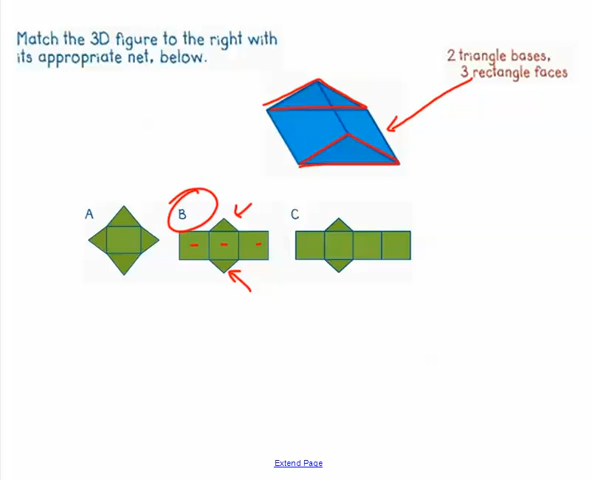 Match the 3D figure to the right with
its appropriate net, below.
2 triangle bases,
3 rectangle faces
A
B
C
Extend Page